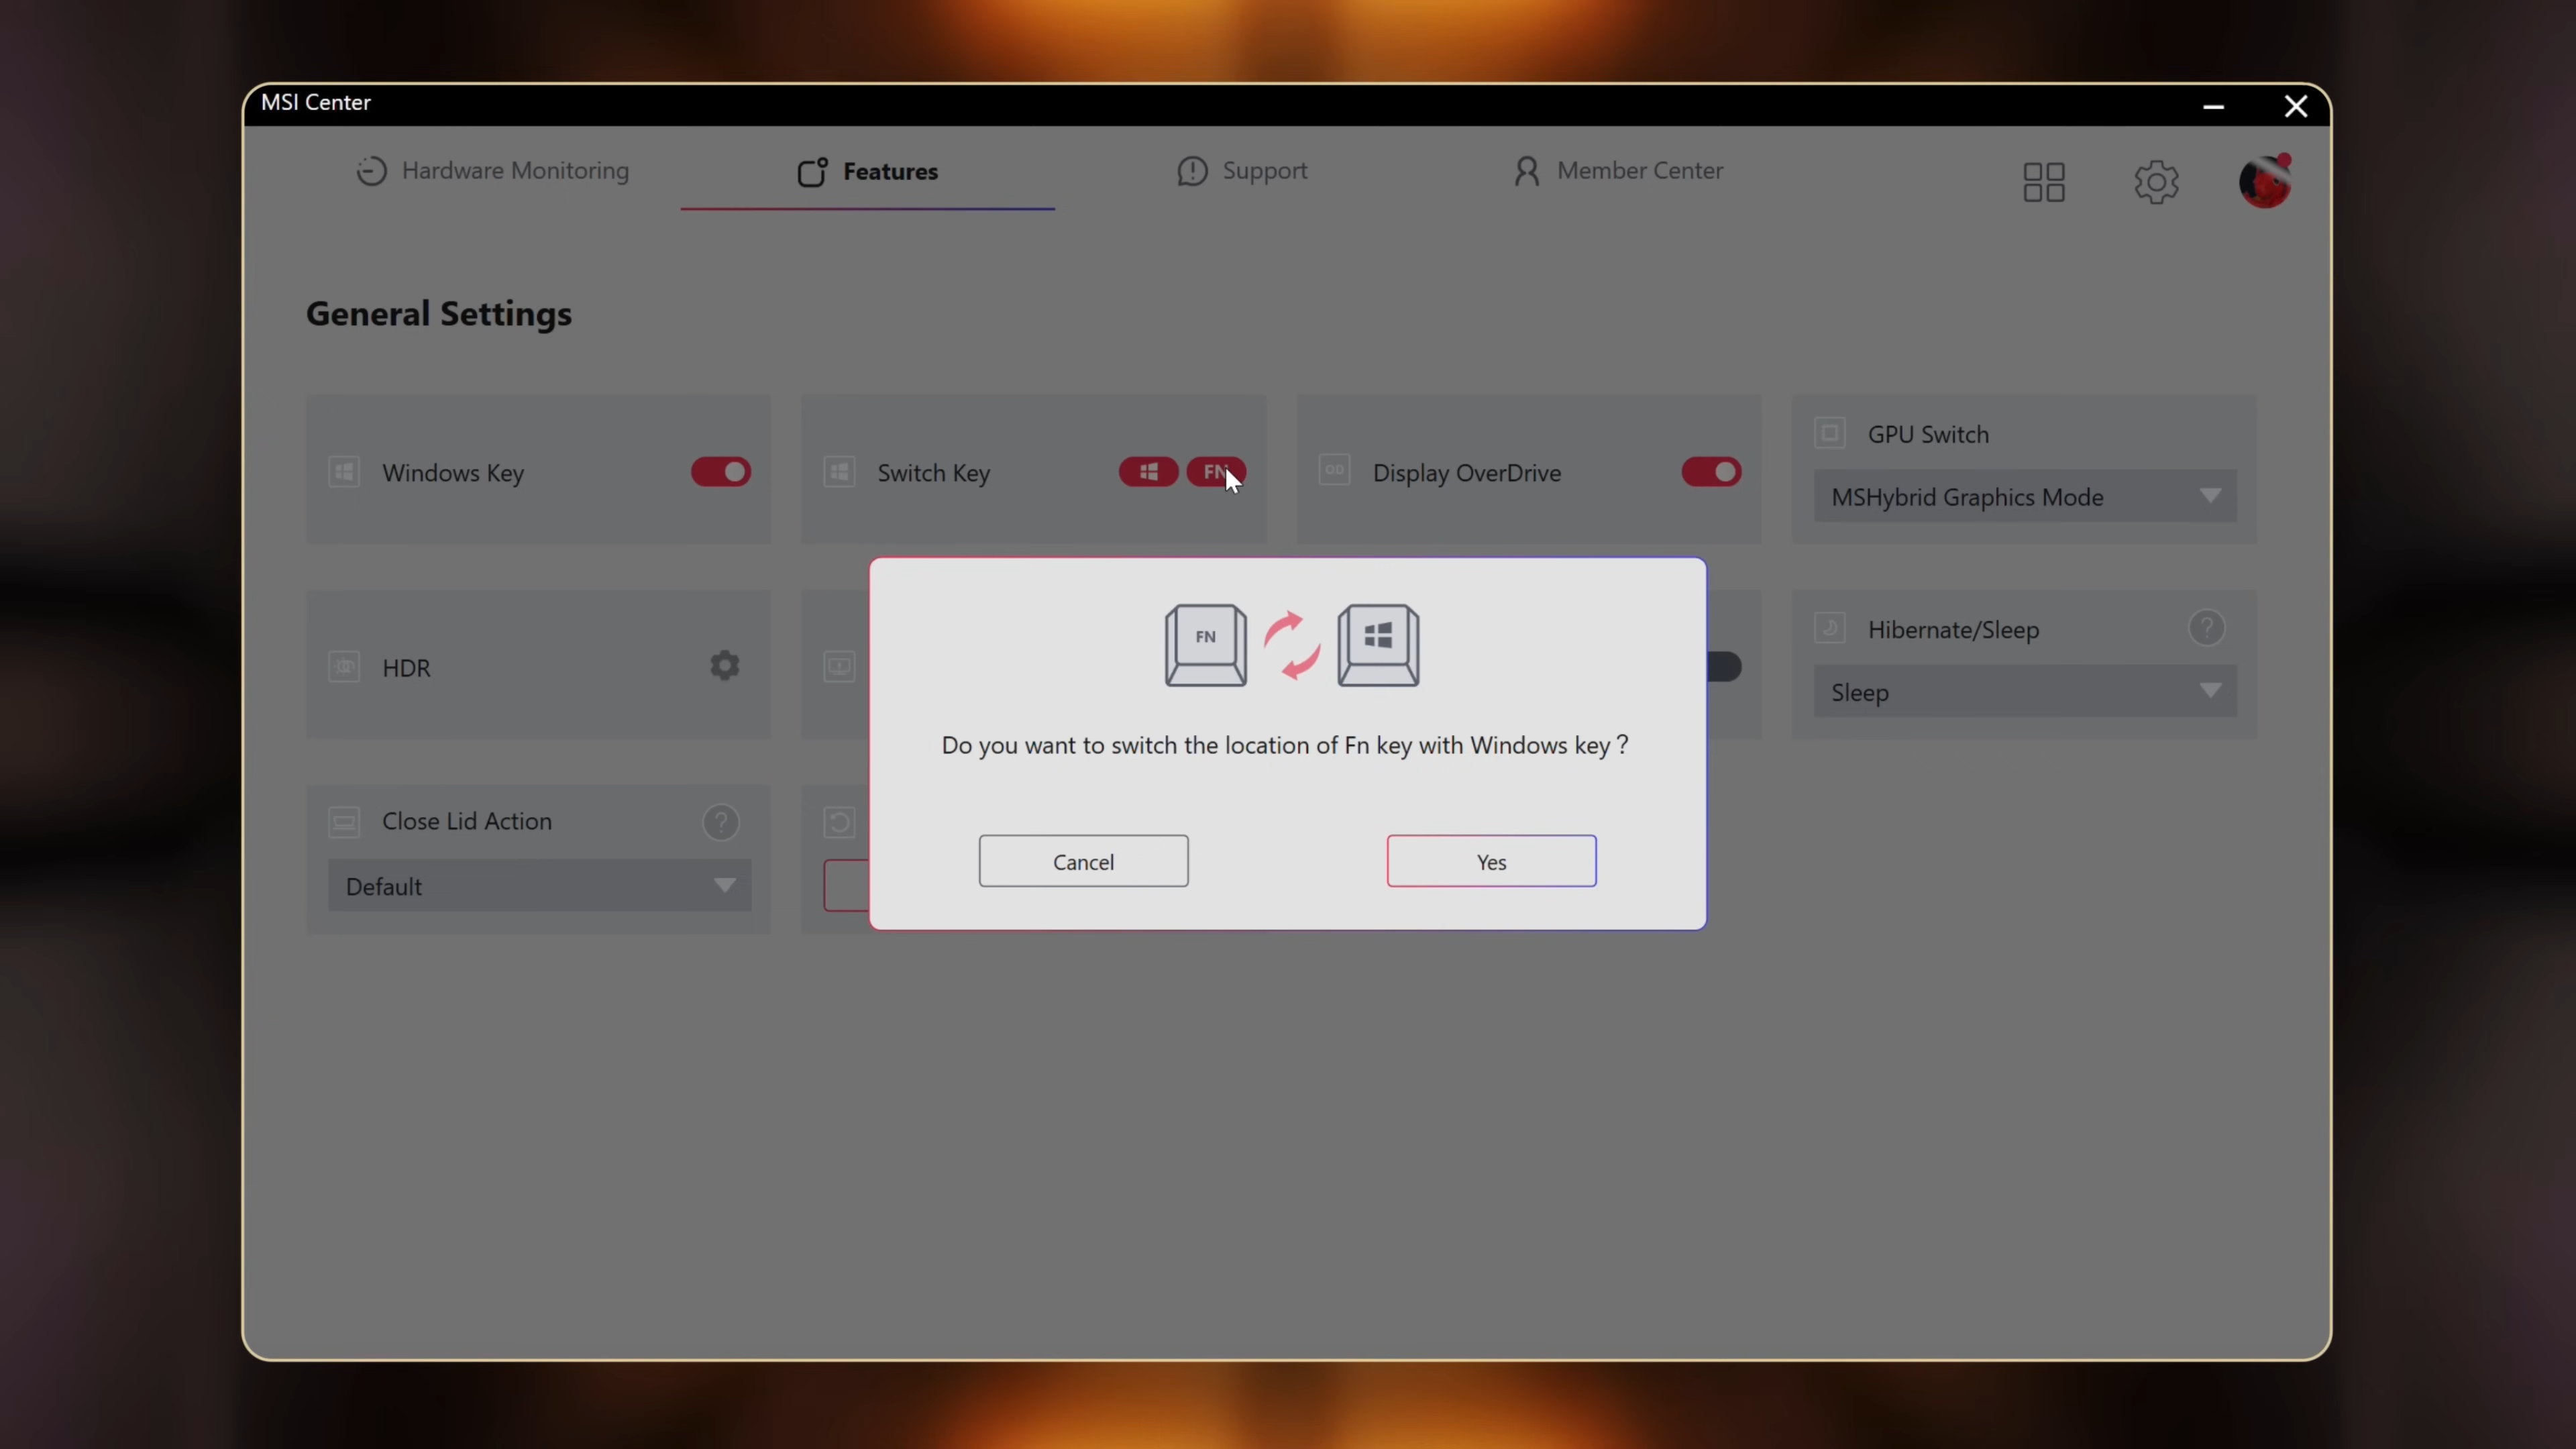 MSI Center
Hardware Monitoring
Features
Support
Member Center
General Settings
Windows Key
Switch Key
FN
Display OverDrive
GPU Switch
MSHybrid Graphics Mode
HDR
Hibernate/Sleep
?
Sleep
FN
Do you want to switch the location of Fn key with Windows key ?
Cancel
Yes
Close Lid Action
?
Default